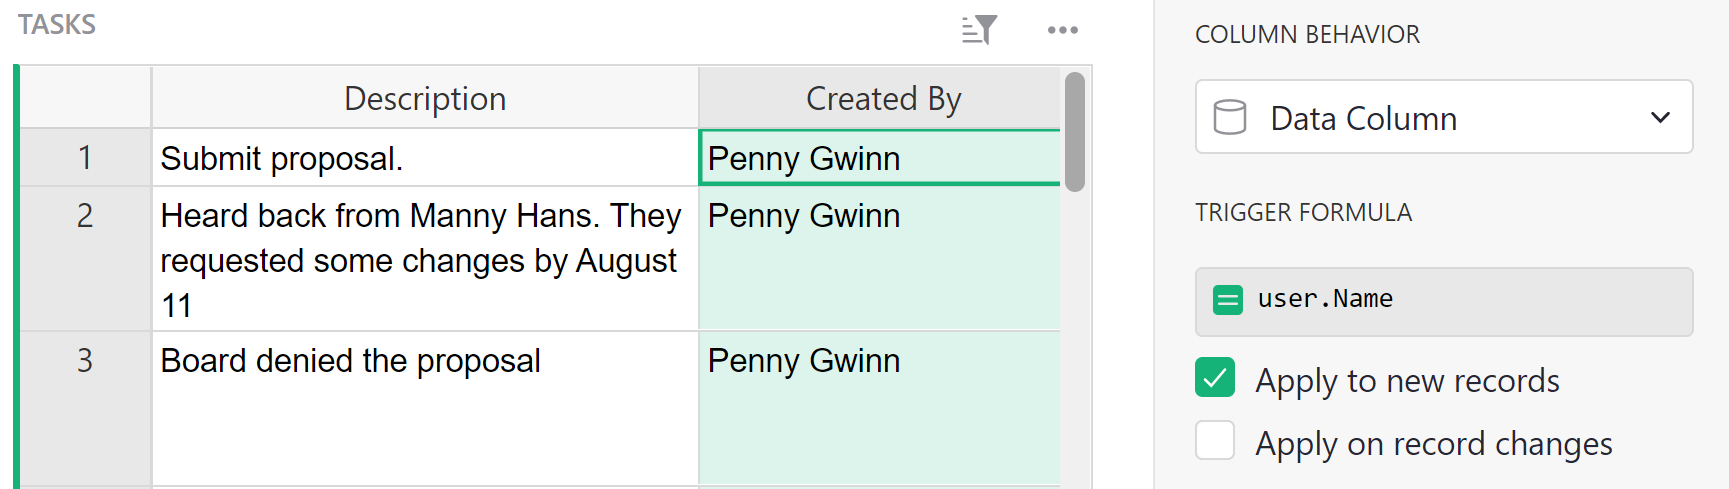 TASKS
Description
Created By
1
Submit proposal.
Penny Gwinn
2
Heard back from Manny Hans. They
requested some changes by August
11
Penny Gwinn
3
Board denied the proposal
Penny Gwinn
COLUMN BEHAVIOR
Data Column
TRIGGER FORMULA
user.Name
Apply to new records
Apply on record changes